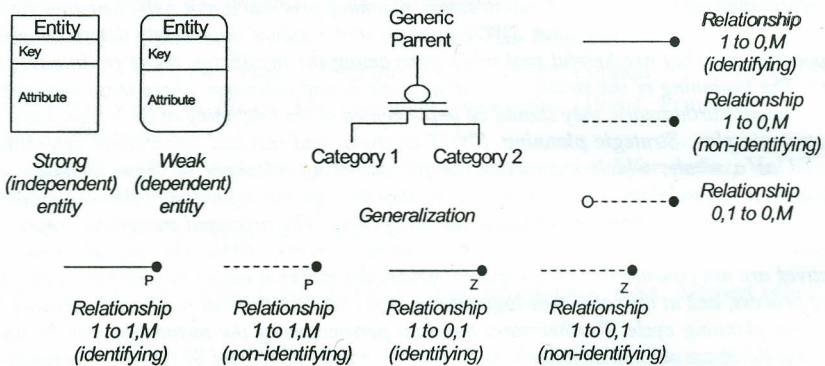 Entity
Key
Attribute
Strong
(independent)
entity
Entity
Key
Attribute
Weak
(dependent)
entity
Generic
Parrent
Category 1
Category 2
Generalization
Relationship
1 to 0,M
(identifying)
Relationship
1 to 0,M
(non-identifying)
Relationship
0,1 to 0,M
P
Relationship
1 to 1,M
(identifying)
P
Relationship
1 to 1,M
(non-identifying)
Z
Relationship
1 to 0,1
(identifying)
Z
Relationship
1 to 0,1
(non-identifying)